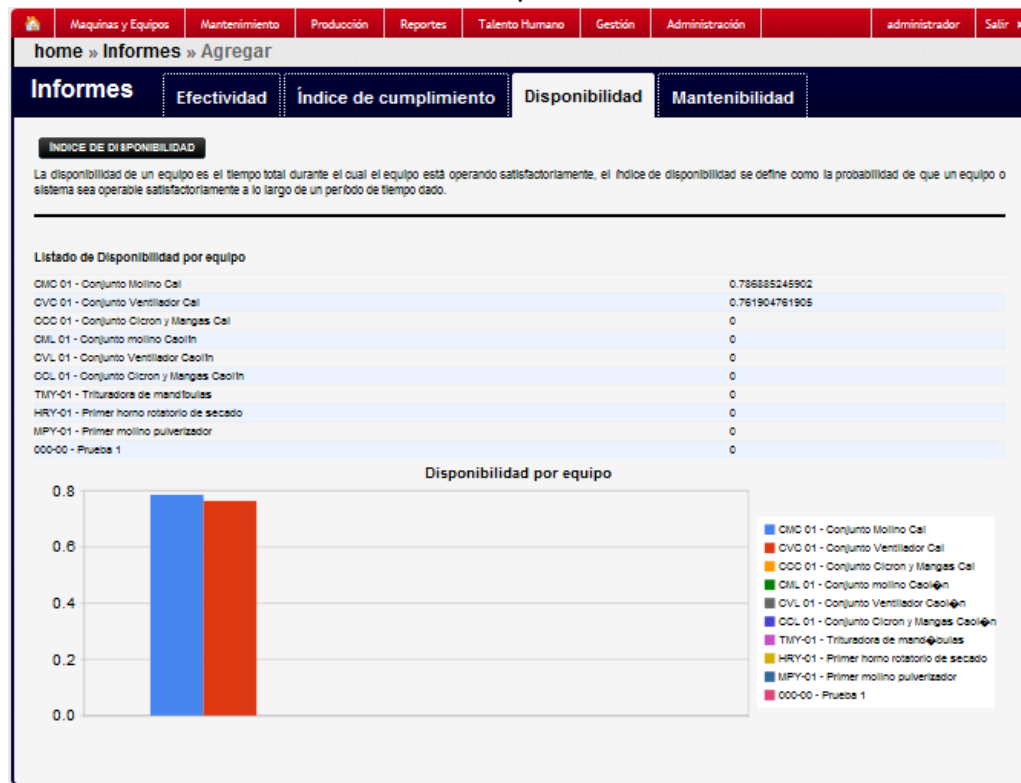 Maquinas y Equipos Mantenimiento Producción Reportes Talento Humano Gestión Administración administrador Salir
home » Informes » Agregar
Informes Efectividad Índice de cumplimiento Disponibilidad Mantenibilidad
ÍNDICE DE DISPONIBILIDAD
La disponibilidad de un equipo es el tiempo total durante el cual el equipo está operando satisfactoriamente, el índice de disponibilidad se define como la probabilidad de que un equipo o
sistema sea operable satisfactoriamente a lo largo de un período de tiempo dado.
Listado de Disponibilidad por equipo
CMC 01 - Conjunto Molino Cal 0.786885245902
CVC 01 - Conjunto Ventilador Cal 0.761904761905
CCC 01 - Conjunto Cicron y Mangas Cal 0
CML 01 - Conjunto molino Caolín 0
CVL 01 - Conjunto Ventilador Caolín 0
CCL 01 - Conjunto Cicron y Mangas Caolín 0
TMY-01 - Trituradora de mandíbulas 0
HRY-01 - Primer horno rotatorio de secado 0
MPY-01 - Primer molino pulverizador 0
000-00 - Prueba 1 0
Disponibilidad por equipo
0.8
0.6
0.4
0.2
0.0
CMC 01 - Conjunto Molino Cal
CVC 01 - Conjunto Ventilador Cal
CCC 01 - Conjunto Cicron y Mangas Cal
CML 01 - Conjunto molino Caol�n
CVL 01 - Conjunto Ventilador Caol�n
CCL 01 - Conjunto Cicron y Mangas Caol�n
TMY-01 - Trituradora de mand�bulas
HRY-01 - Primer horno rotatorio de secado
MPY-01 - Primer molino pulverizador
000-00 - Prueba 1